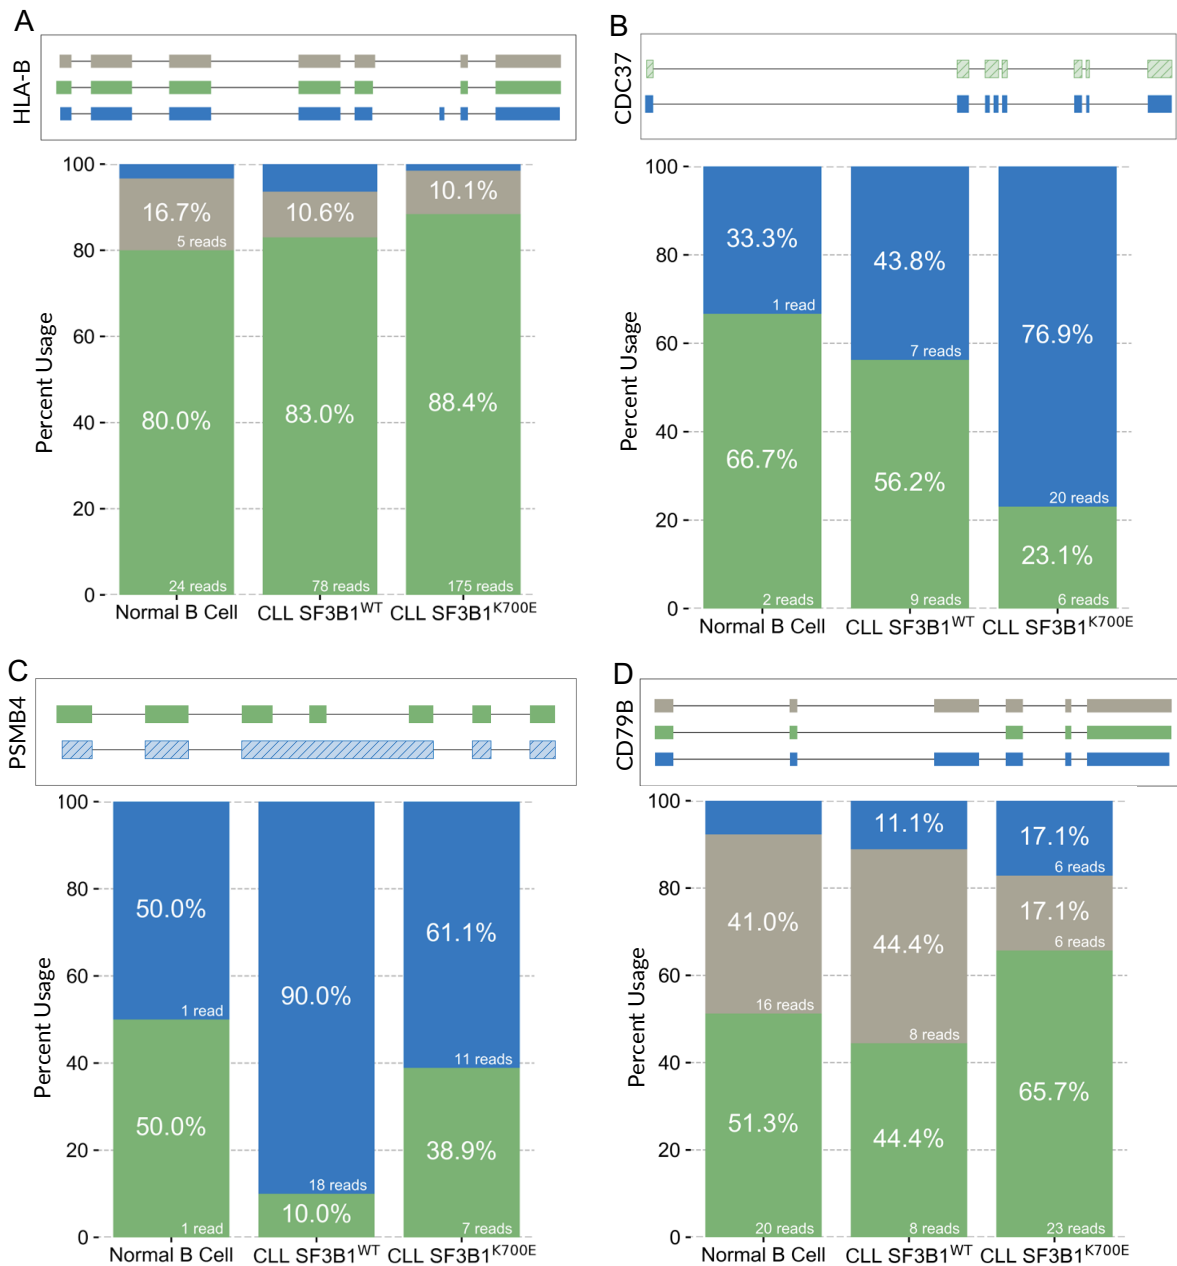 A
HLA-B
100
80
60
40
20
0
Percent Usage
16.7%
5 reads
80.0%
24 reads
10.6%
83.0%
78 reads
10.1%
88.4%
175 reads
Normal B Cell
CLL SF3B1WT
CLL SF3B1K700E
B
CDC37
100
80
60
40
20
0
Percent Usage
33.3%
1 read
66.7%
2 reads
43.8%
7 reads
56.2%
9 reads
76.9%
20 reads
23.1%
6 reads
Normal B Cell
CLL SF3B1WT
CLL SF3B1K700E
C
PSMB4
100
80
60
40
20
0
Percent Usage
50.0%
1 read
50.0%
1 read
90.0%
18 reads
10.0%
61.1%
11 reads
38.9%
7 reads
Normal B Cell
CLL SF3B1WT
CLL SF3B1K700E
D
CD79B
100
80
60
40
20
0
Percent Usage
41.0%
16 reads
51.3%
20 reads
11.1%
44.4%
8 reads
44.4%
8 reads
17.1%
6 reads
17.1%
6 reads
65.7%
23 reads
Normal B Cell
CLL SF3B1WT
CLL SF3B1K700E